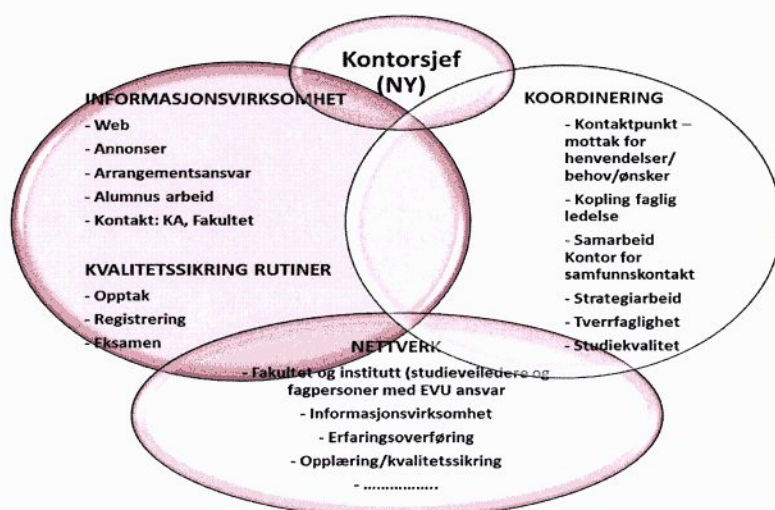 Kontorsjef
(NY)
INFORMASJONSVIRKSOMHET
- Web
- Annonser
- Arrangementsansvar
- Alumnus arbeid
- Kontakt: KA, Fakultet
KVALITETSSIKRING RUTINER
- Opptak
- Registrering
- Eksamen
KOORDINERING
- Kontaktpunkt –
mottak for
henvendelser/
behov/ønsker
- Kopling faglig
ledelse
- Samarbeid
Kontor for
samfunnskontakt
- Strategiarbeid
- Tverrfaglighet
- Studiekvalitet
NETTVERK
- Fakultet og institutt (studieveiledere og
fagpersoner med EVU ansvar
- Informasjonsvirksomhet
- Erfaringsoverføring
- Opplæring/kvalitetssikring
- ................